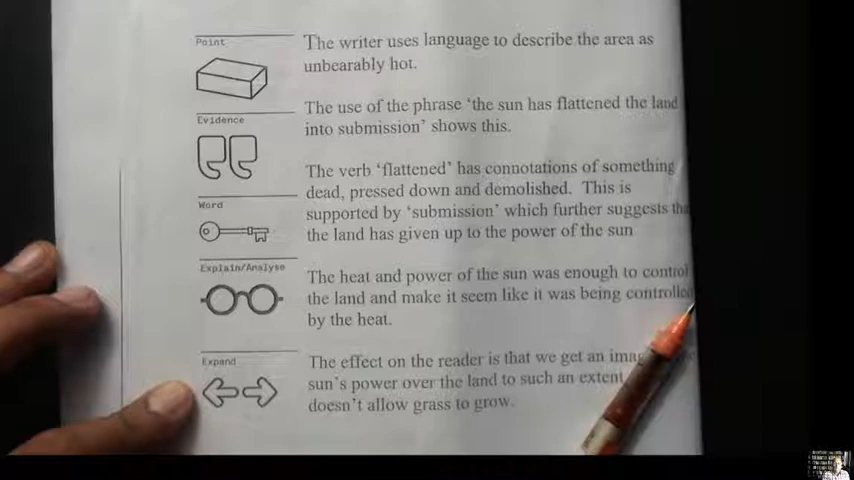 Point
The writer uses language to describe the area as
unbearably hot.
Evidence
The use of the phrase ‘the sun has flattened the land
into submission’ shows this.
Word
The verb ‘flattened’ has connotations of something
dead, pressed down and demolished. This is
supported by ‘submission’ which further suggests
the land has given up to the power of the sun
Explain/Analyse
The heat and power of the sun was enough to control
the land and make it seem like it was being controlled
by the heat.
Expand
The effect on the reader is that we get an
sun's power over the land to such an extent
doesn't allow grass to grow.